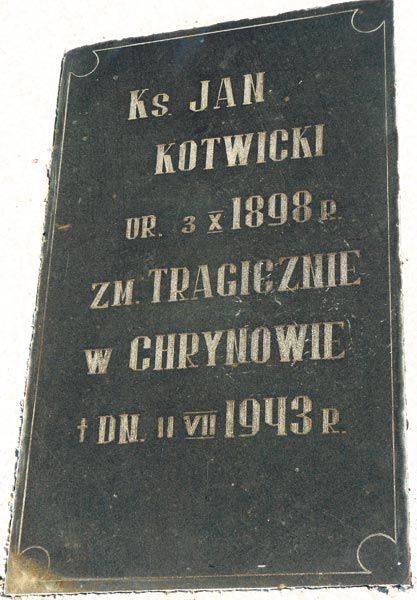 Ks. JAN
KOTWICKI
UR. 3 X 1898 R.
ZM. TRAGICZNIE
W CHRYNOWIE
† DN. 11 VII 1943 R.